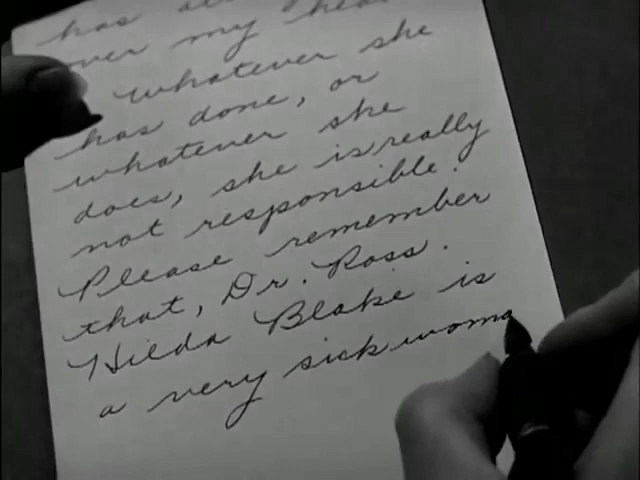 has
over my
whatever she
has done, or
whatever she
does, she is really
not responsible.
Please remember
that, Dr. Ross.
Hilda Blake is
a very sick woma